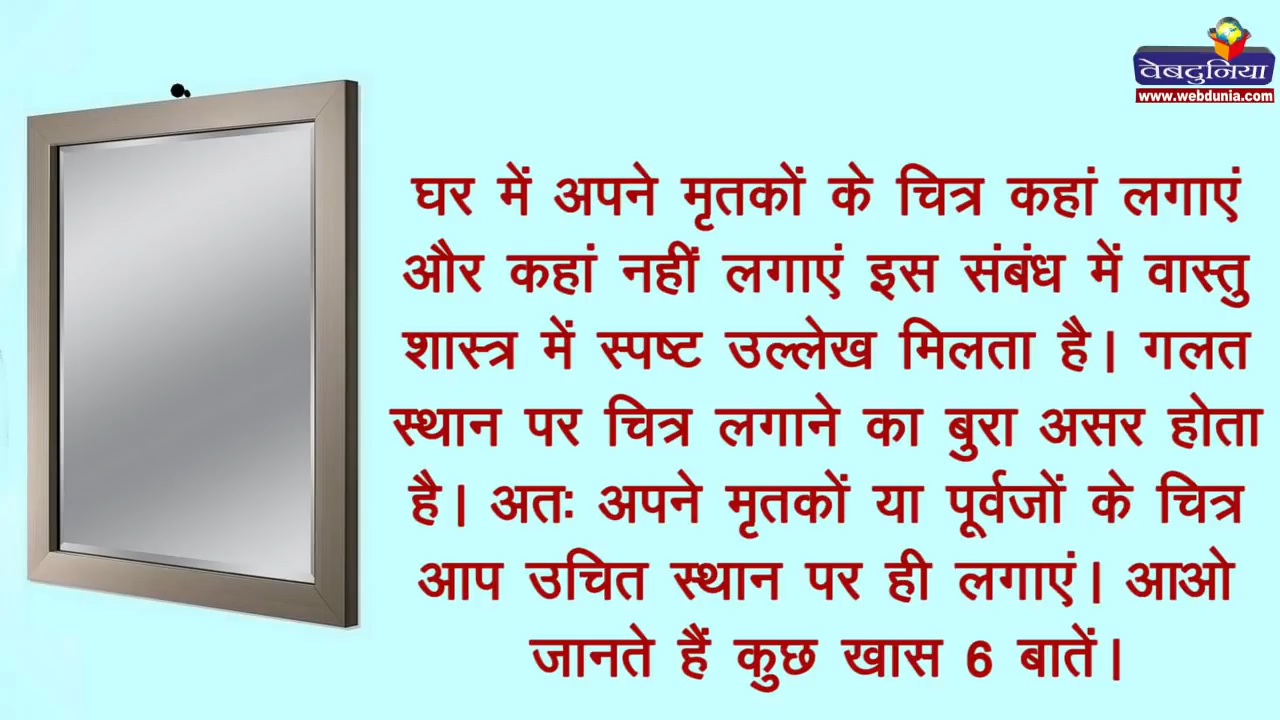 वेबदुनिया
www.webdunia.com
घर में अपने मृतकों के चित्र कहां लगाएं
और कहां नहीं लगाएं इस संबंध में वास्तु
शास्त्र में स्पष्ट उल्लेख मिलता है। गलत
स्थान पर चित्र लगाने का बुरा असर होता
है। अतः अपने मृतकों या पूर्वजों के चित्र
आप उचित स्थान पर ही लगाएं। आओ
जानते हैं कुछ खास 6 बातें।